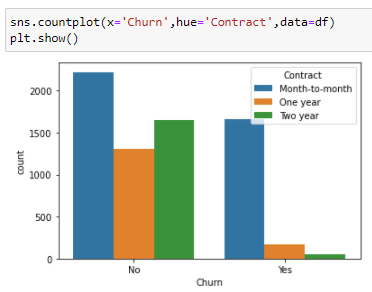 sns.countplot(x='Churn',hue='Contract',data=df)
plt.show()
Contract
Month-to-month
One year
Two year
2000
1500
1000
500
0
count
No
Yes
Churn